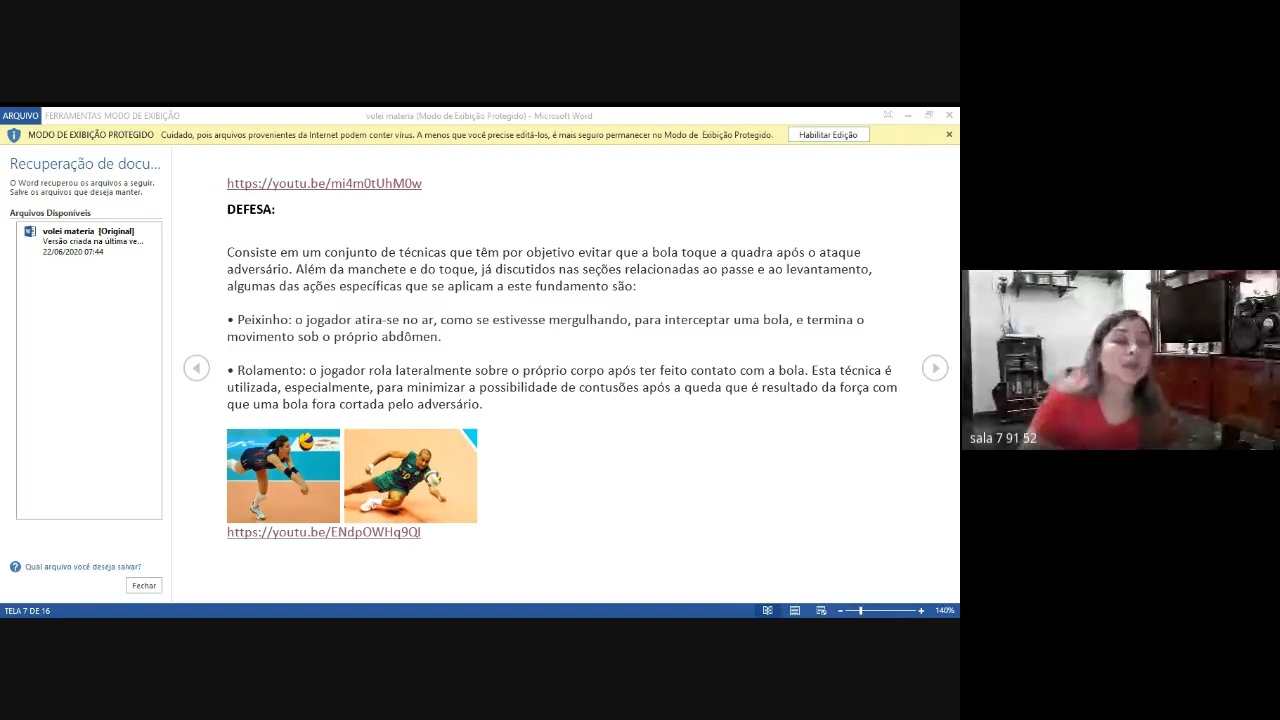 ARQUIVO FERRAMENTAS MODO DE EXIBIÇÃO
volei materia (Modo de Exibição Protegido) - Microsoft Word
MODO DE EXIBIÇÃO PROTEGIDO Cuidado, pois arquivos provenientes da Internet podem conter vírus. A menos que você precise editá-los, é mais seguro permanecer no Modo de Exibição Protegido.
Habilitar Edição
Recuperação de docu...
O Word recuperou os arquivos a seguir.
Salve os arquivos que deseja manter.
Arquivos Disponíveis
volei materia [Original]
Versão criada na última ve...
22/06/2020 07:44
Qual arquivo você deseja salvar?
Fechar
https://youtu.be/mi4m0tUhM0w
DEFESA:
Consiste em um conjunto de técnicas que têm por objetivo evitar que a bola toque a quadra após o ataque
adversário. Além da manchete e do toque, já discutidos nas seções relacionadas ao passe e ao levantamento,
algumas das ações específicas que se aplicam a este fundamento são:
• Peixinho: o jogador atira-se no ar, como se estivesse mergulhando, para interceptar uma bola, e termina o
movimento sob o próprio abdômen.
• Rolamento: o jogador rola lateralmente sobre o próprio corpo após ter feito contato com a bola. Esta técnica é
utilizada, especialmente, para minimizar a possibilidade de contusões após a queda que é resultado da força com
que uma bola fora cortada pelo adversário.
https://youtu.be/ENdpOWHq9QI
TELA 7 DE 16
140%
sala 7 91 52